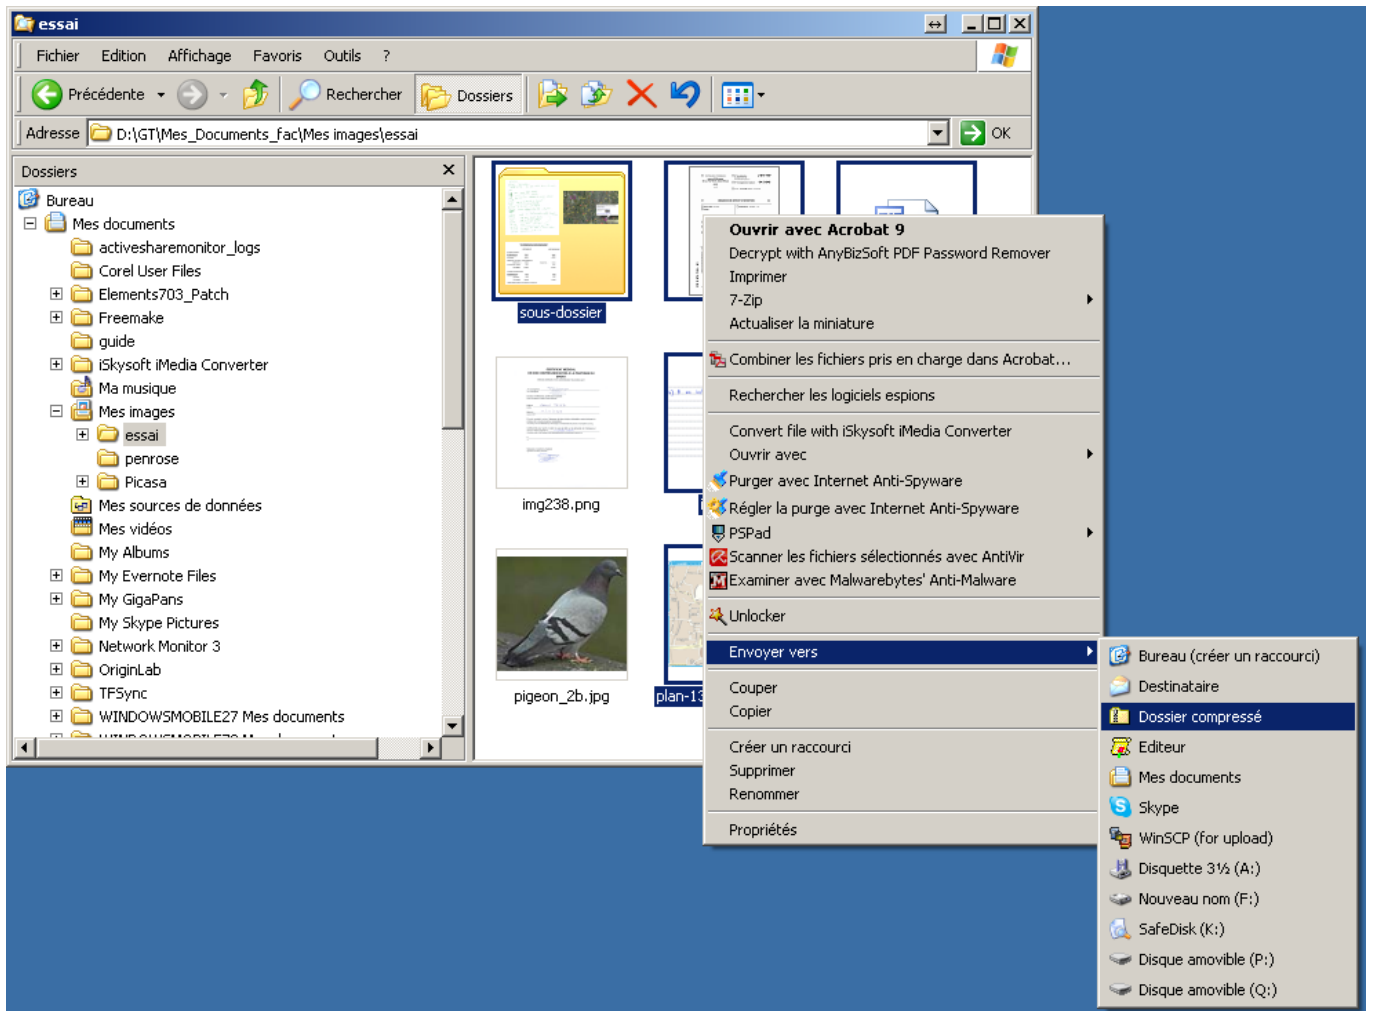 essai
Fichier Edition Affichage Favoris Outils ?
Précédente Rechercher Dossiers
Adresse D:\GT\Mes_Documents_fac\Mes images\essai OK
Dossiers
Bureau
Mes documents
activesharemonitor_logs
Corel User Files
Elements703_Patch
Freemake
guide
iSkysoft iMedia Converter
Ma musique
Mes images
essai
penrose
Picasa
Mes sources de données
Mes vidéos
My Albums
My Evernote Files
My GigaPans
My Skype Pictures
Network Monitor 3
OriginLab
TFSync
WINDOWSMOBILE27 Mes documents
sous-dossier
img238.png
pigeon_2b.jpg
plan-13
Ouvrir avec Acrobat 9
Decrypt with AnyBizSoft PDF Password Remover
Imprimer
7-Zip
Actualiser la miniature
Combiner les fichiers pris en charge dans Acrobat...
Rechercher les logiciels espions
Convert file with iSkysoft iMedia Converter
Ouvrir avec
Purger avec Internet Anti-Spyware
Régler la purge avec Internet Anti-Spyware
PSPad
Scanner les fichiers sélectionnés avec AntiVir
Examiner avec Malwarebytes' Anti-Malware
Unlocker
Envoyer vers
Couper
Copier
Créer un raccourci
Supprimer
Renommer
Propriétés
Bureau (créer un raccourci)
Destinataire
Dossier compressé
Editeur
Mes documents
Skype
WinSCP (for upload)
Disquette 3½ (A:)
Nouveau nom (F:)
SafeDisk (K:)
Disque amovible (P:)
Disque amovible (Q:)